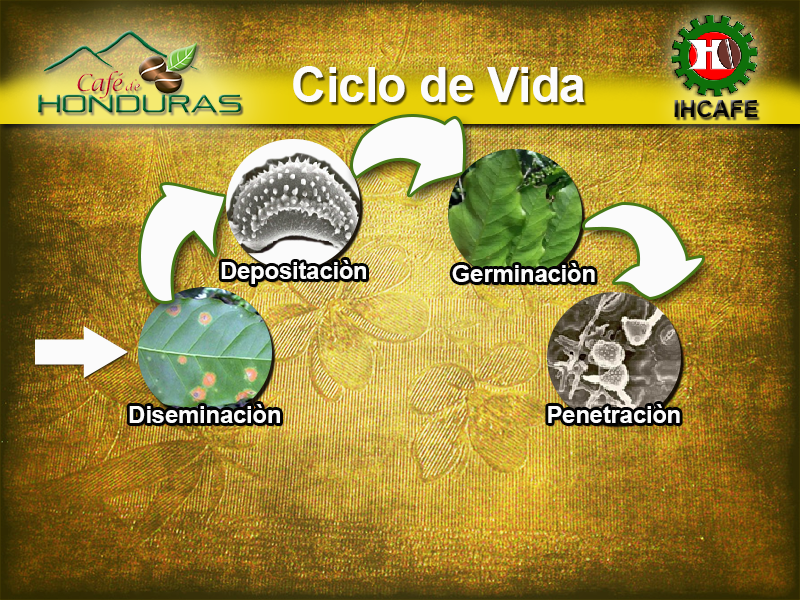 Café de
HONDURAS
Ciclo de Vida
H
IHCAFE
Depositaciòn
Germinaciòn
Diseminaciòn
Penetraciòn